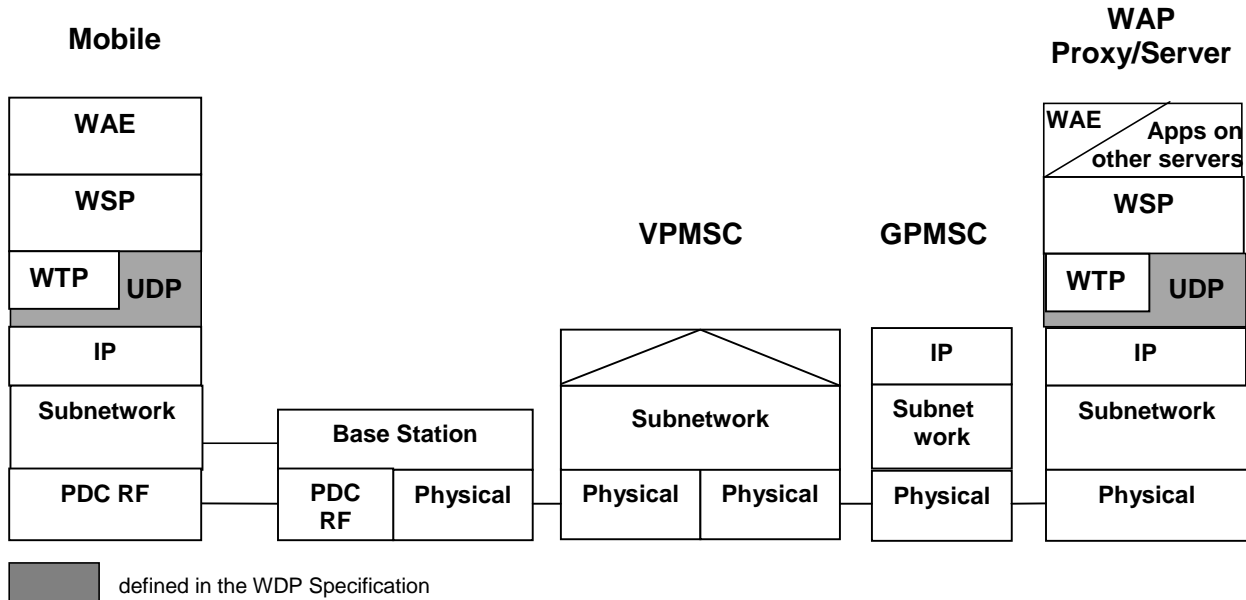 Mobile
WAP
Proxy/Server
WAE
WSP
WTP
UDP
IP
Subnetwork
PDC RF
Base Station
PDC
RF
Physical
VPMSC
Subnetwork
Physical
Physical
GPMSC
IP
Subnet
work
Physical
WAE
Apps on
other servers
WSP
WTP
UDP
IP
Subnetwork
Physical
defined in the WDP Specification